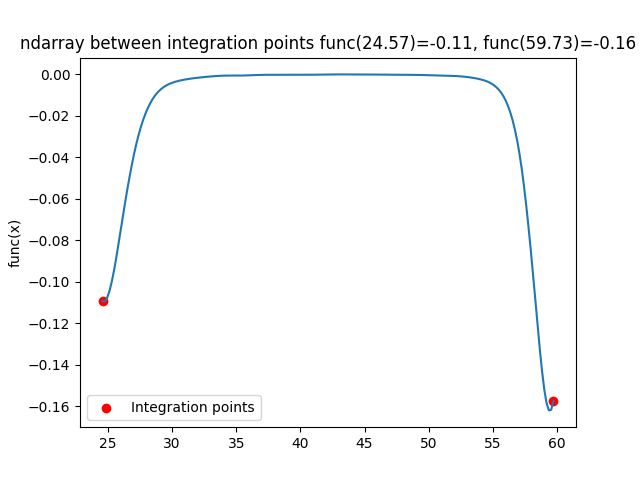 ndarray between integration points func(24.57)=-0.11, func(59.73)=-0.16
0.00
−0.02
−0.04
−0.06
−0.08
−0.10
−0.12
−0.14
−0.16
func(x)
Integration points
25 30 35 40 45 50 55 60